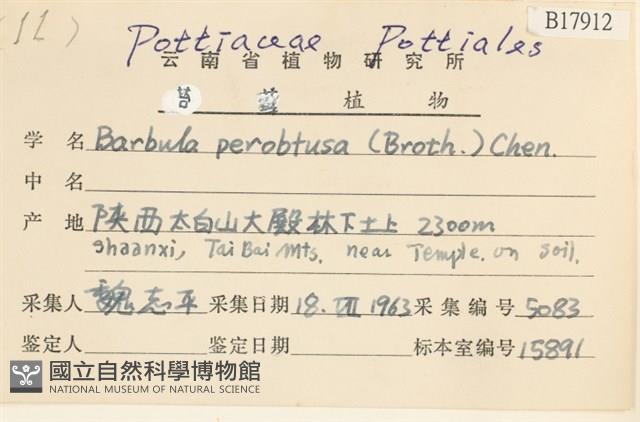 (12)
B17912
Pottiaceae Pottiales
云南省植物研究所
苔藓植物
学名 Barbula perobtusa (Broth.) Chen.
中名
产地 陕西太白山大殿林下土上 2300m
Shaanxi, Tai Bai Mts. near Temple. on soil.
采集人 魏志平 采集日期 18. VII 1963 采集编号 5083
鉴定人 鉴定日期 标本室编号 15891
國立自然科學博物館
NATIONAL MUSEUM OF NATURAL SCIENCE